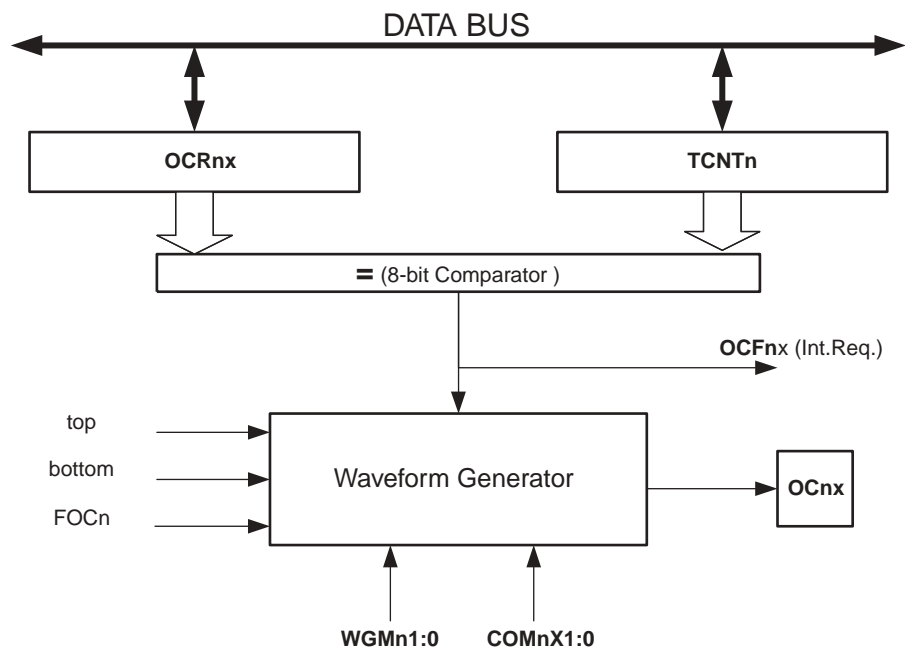 DATA BUS
OCRnx
TCNTn
= (8-bit Comparator )
OCFnx (Int.Req.)
top
bottom
FOCn
Waveform Generator
OCnx
WGMn1:0
COMnX1:0